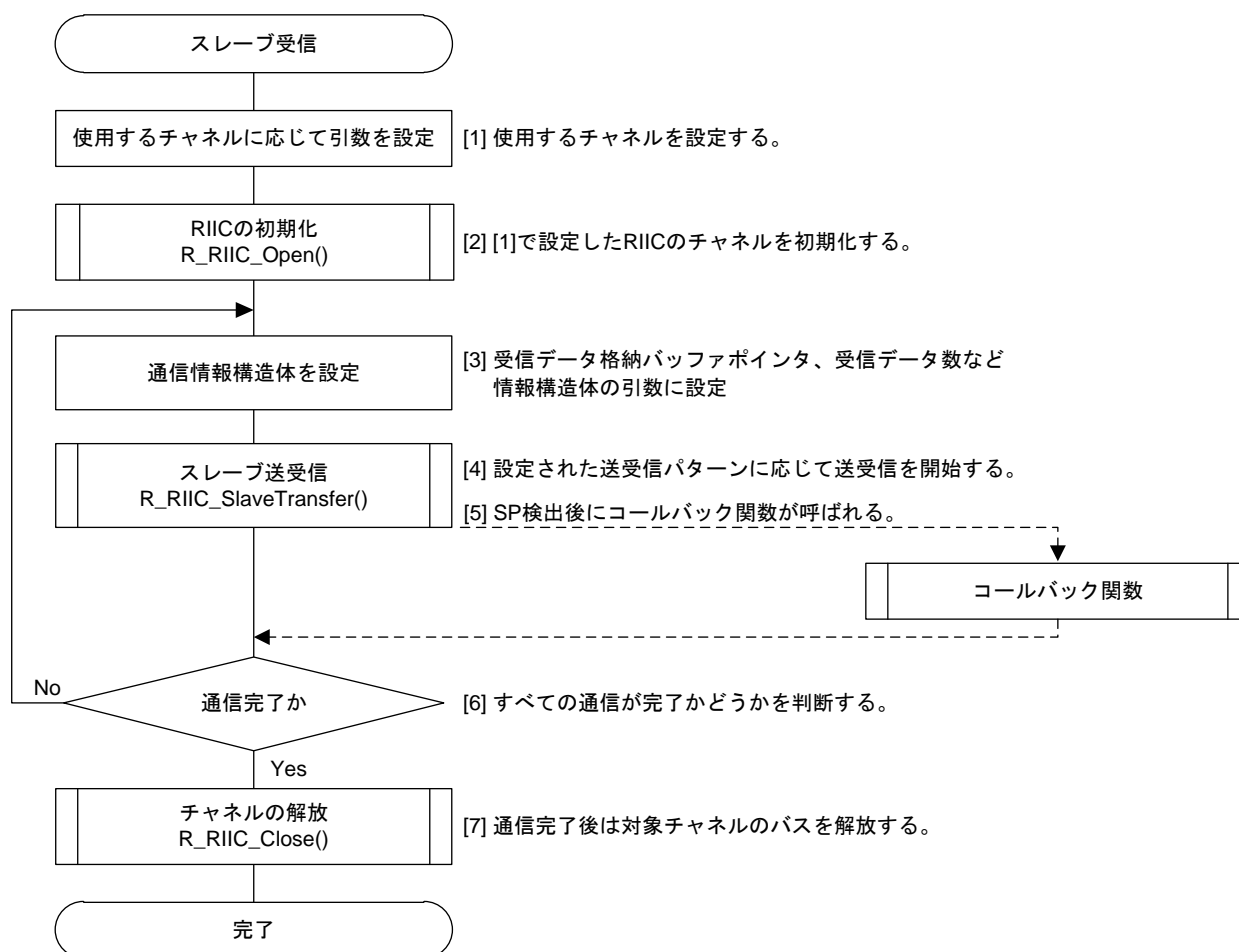 スレーブ受信
使用するチャネルに応じて引数を設定
[1] 使用するチャネルを設定する。
RIICの初期化
R_RIIC_Open()
[2] [1]で設定したRIICのチャネルを初期化する。
通信情報構造体を設定
[3] 受信データ格納バッファポインタ、受信データ数など
情報構造体の引数に設定
スレーブ送受信
R_RIIC_SlaveTransfer()
[4] 設定された送受信パターンに応じて送受信を開始する。
[5] SP検出後にコールバック関数が呼ばれる。
コールバック関数
No
通信完了か
[6] すべての通信が完了かどうかを判断する。
Yes
チャネルの解放
R_RIIC_Close()
[7] 通信完了後は対象チャネルのバスを解放する。
完了